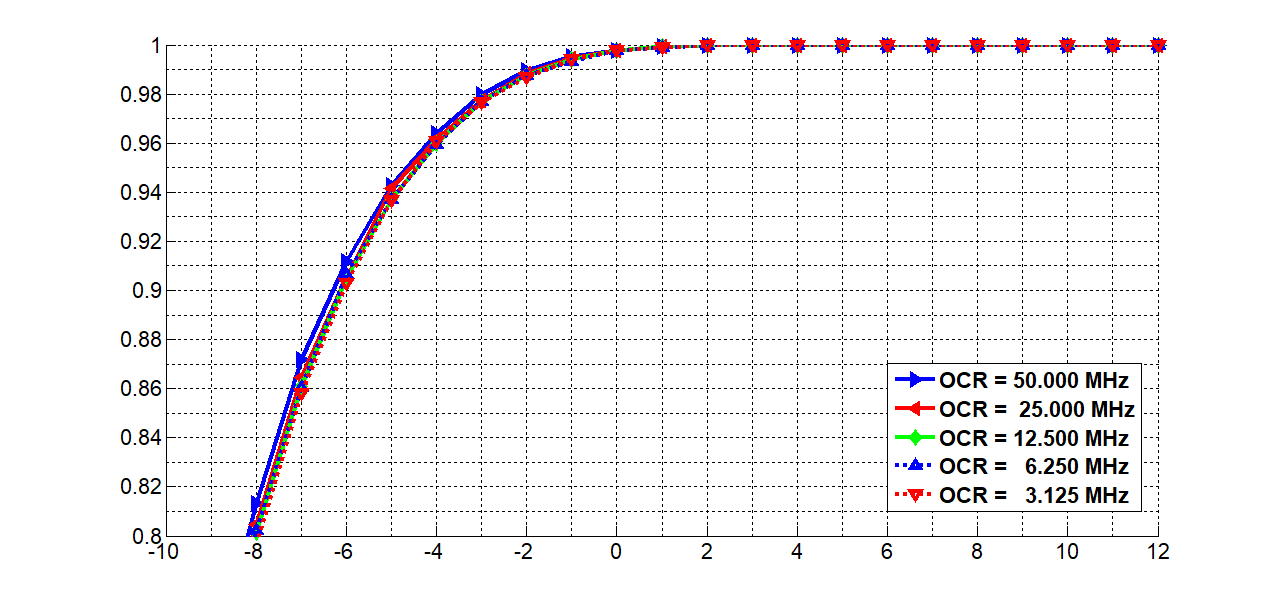 1
0.98
0.96
0.94
0.92
0.9
0.88
0.86
0.84
0.82
0.8
-10 -8 -6 -4 -2 0 2 4 6 8 10 12
OCR = 50.000 MHz
OCR = 25.000 MHz
OCR = 12.500 MHz
OCR = 6.250 MHz
OCR = 3.125 MHz